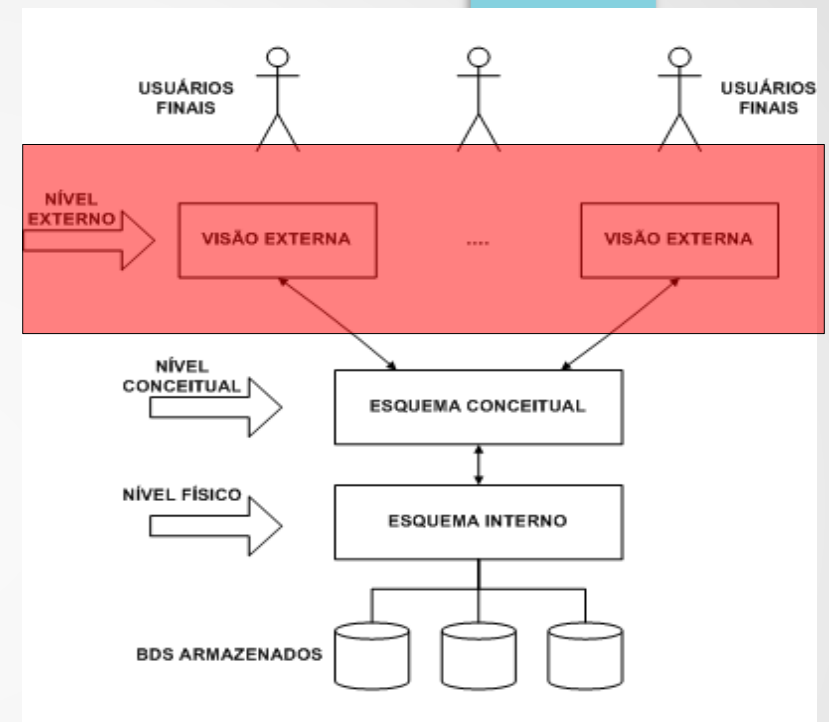 USUÁRIOS
FINAIS
USUÁRIOS
FINAIS
NÍVEL
EXTERNO
VISÃO EXTERNA
....
VISÃO EXTERNA
NÍVEL
CONCEITUAL
ESQUEMA CONCEITUAL
NÍVEL FÍSICO
ESQUEMA INTERNO
BDS ARMAZENADOS